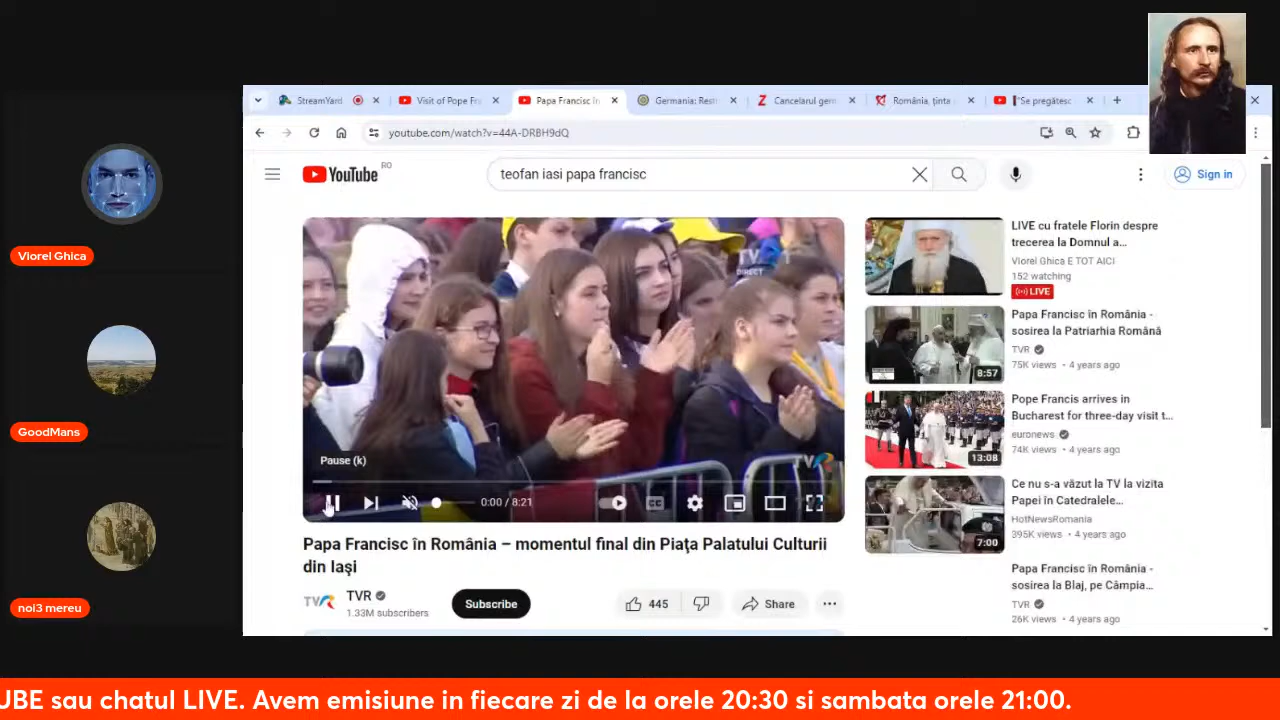 StreamYard
Visit of Pope Fr
Papa Francisc în
Germania: Rest
Cancelarul gem
România, ținta
"Se pregătesc
youtube.com/watch?v=44A-DRBH9dQ
YouTube
RO
teofan iasi papa francisc
Sign in
TV 1
DIRECT
Pause (k)
0:00 / 8:21
CC
Papa Francisc în România – momentul final din Piaţa Palatului Culturii
din Iaşi
TVR
TVR
1.33M subscribers
Subscribe
445
Share
LIVE cu fratele Florin despre
trecerea la Domnul a...
Viorel Ghica E TOT AICI
152 watching
LIVE
Papa Francisc în România -
sosirea la Patriarhia Română
TVR
75K views • 4 years ago
8:57
Pope Francis arrives in
Bucharest for three-day visit t...
euronews
74K views • 4 years ago
13:08
Ce nu s-a văzut la TV la vizita
Papei în Catedralele...
HotNewsRomania
395K views • 4 years ago
7:00
Papa Francisc în România -
sosirea la Blaj, pe Câmpia...
TVR
26K views • 4 years ago
Viorel Ghica
GoodMans
noi3 mereu
UBE sau chatul LIVE. Avem emisiune in fiecare zi de la orele 20:30 si sambata orele 21:00.